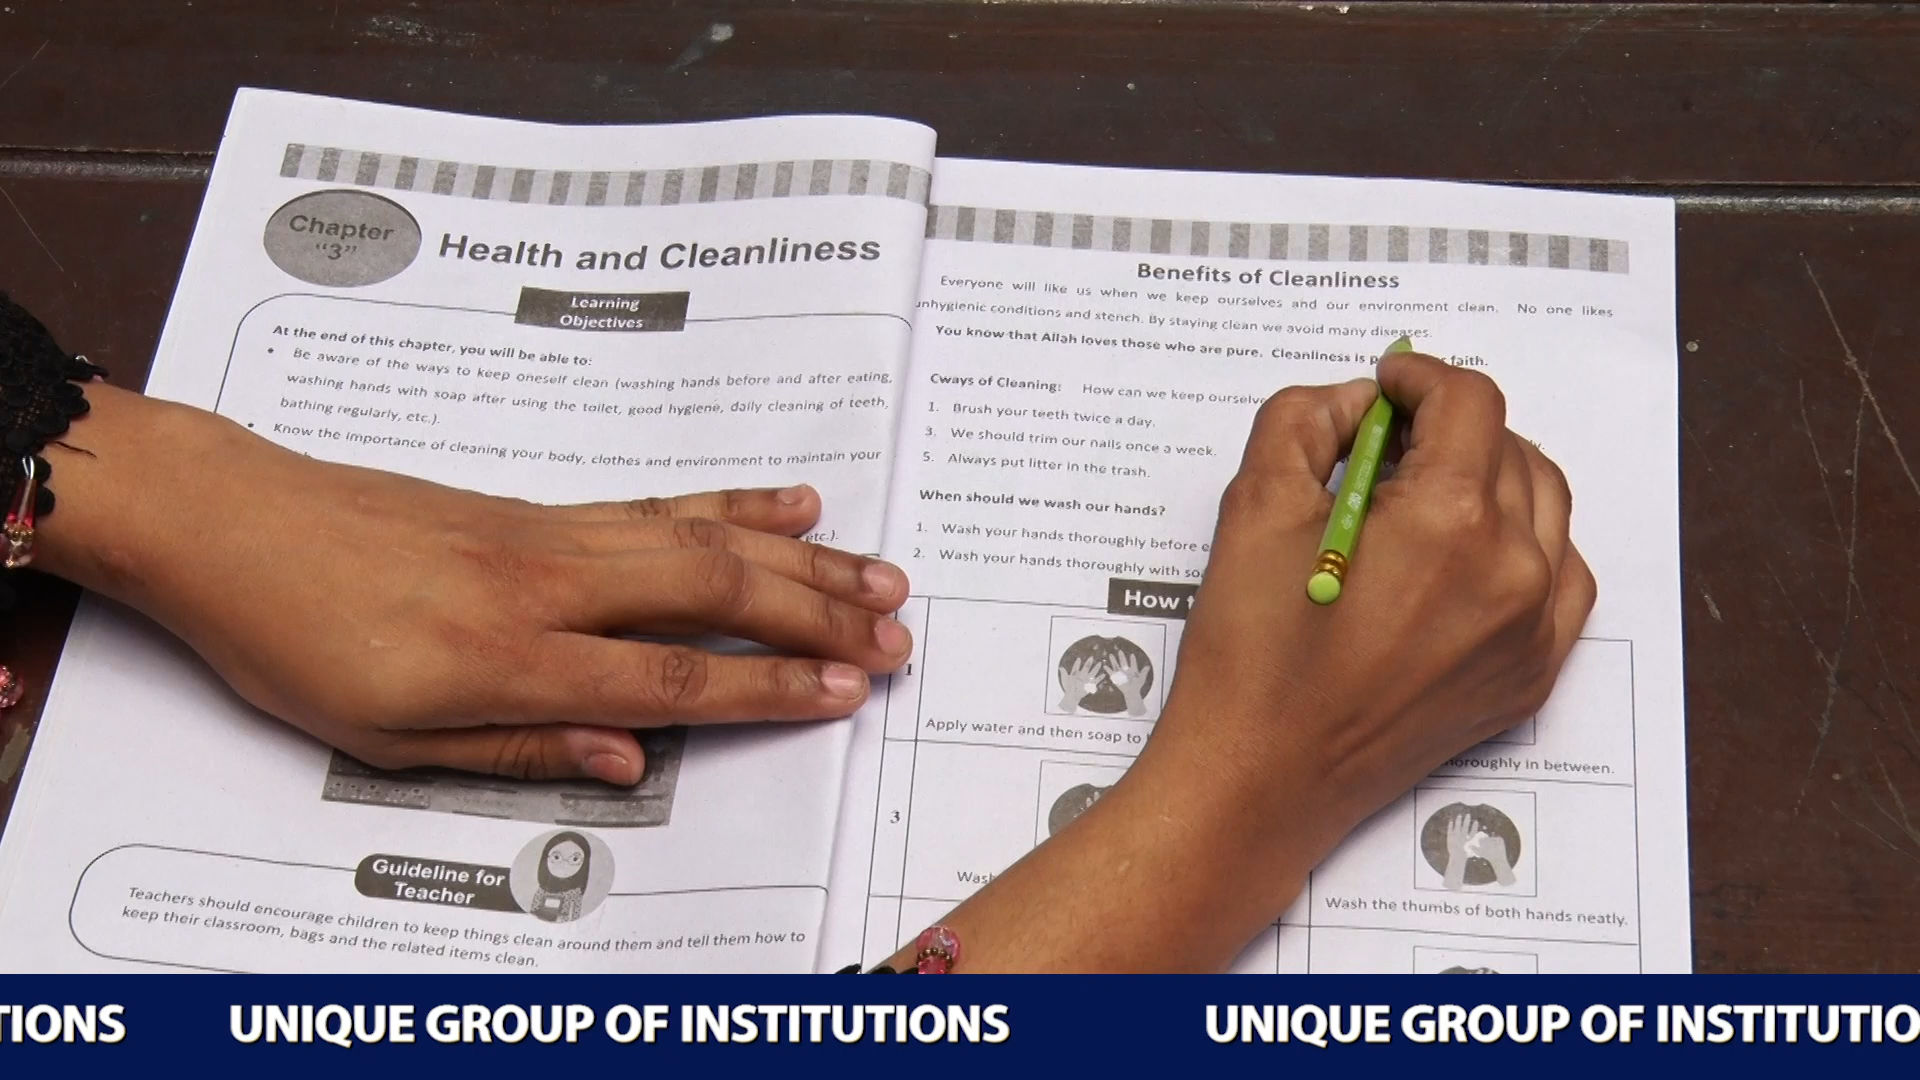 Chapter
“3”
Health and Cleanliness
Learning
Objectives
At the end of this chapter, you will be able to:
• Be aware of the ways to keep oneself clean (washing hands before and after eating,
washing hands with soap after using the toilet, good hygiene, daily cleaning of teeth,
bathing regularly, etc.).
• Know the importance of cleaning your body, clothes and environment to maintain your
etc.).
Guideline for
Teacher
Teachers should encourage children to keep things clean around them and tell them how to
keep their classroom, bags and the related items clean.
Benefits of Cleanliness
Everyone will like us when we keep ourselves and our environment clean. No one likes
unhygienic conditions and stench. By staying clean we avoid many diseases.
You know that Allah loves those who are pure. Cleanliness is faith.
Cways of Cleaning: How can we keep
1. Brush your teeth twice a day.
3. We should trim our nails once a week.
5. Always put litter in the trash.
When should we wash our hands?
1. Wash your hands thoroughly before
2. Wash your hands thoroughly with
How
1
Apply water and then soap to
in between.
3
Wash the thumbs of both hands neatly.
TIONS UNIQUE GROUP OF INSTITUTIONS UNIQUE GROUP OF INSTITUTIO